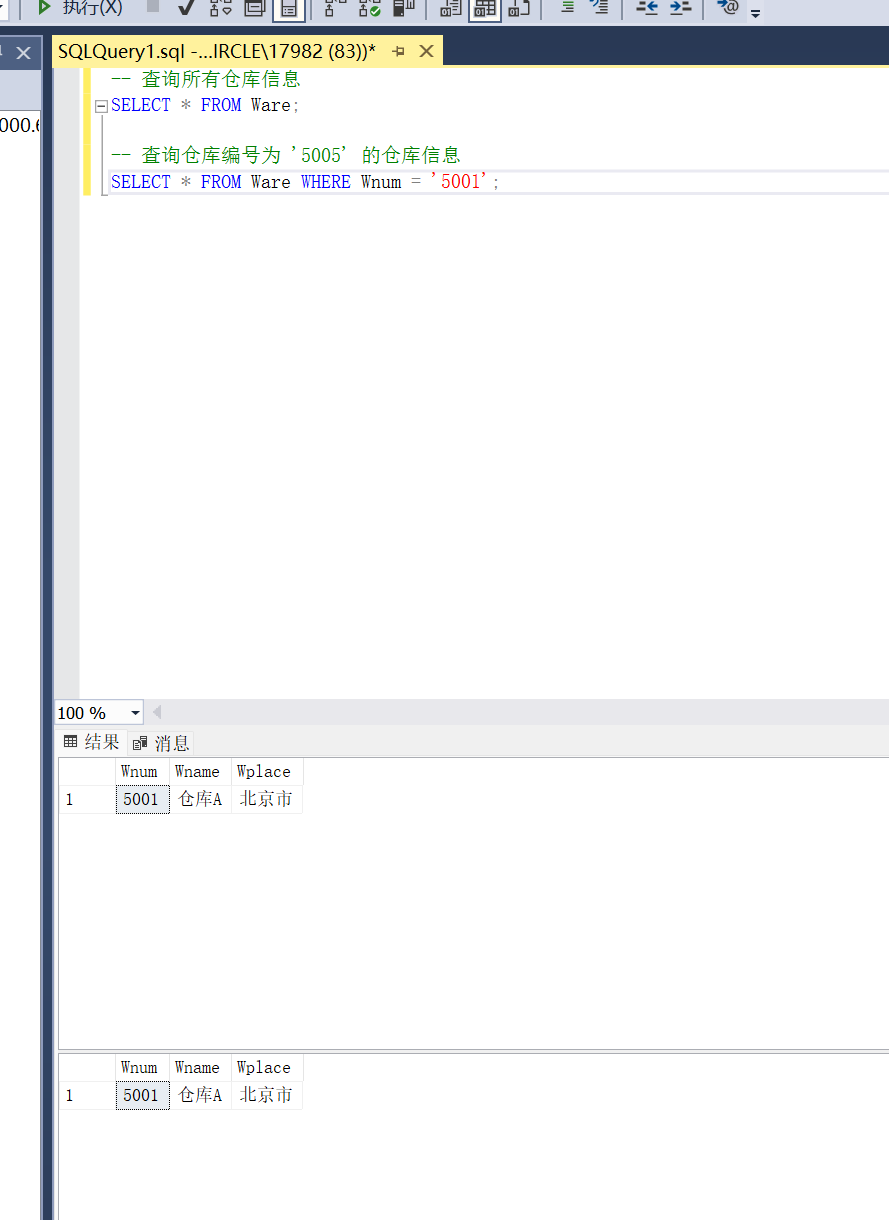 执行(X)
SQLQuery1.sql -...IRCLE\17982 (83))*
-- 查询所有仓库信息
SELECT * FROM Ware;
-- 查询仓库编号为 '5005' 的仓库信息
SELECT * FROM Ware WHERE Wnum = '5001';
100 %
结果 消息
Wnum Wname Wplace
1 5001 仓库A 北京市
Wnum Wname Wplace
1 5001 仓库A 北京市